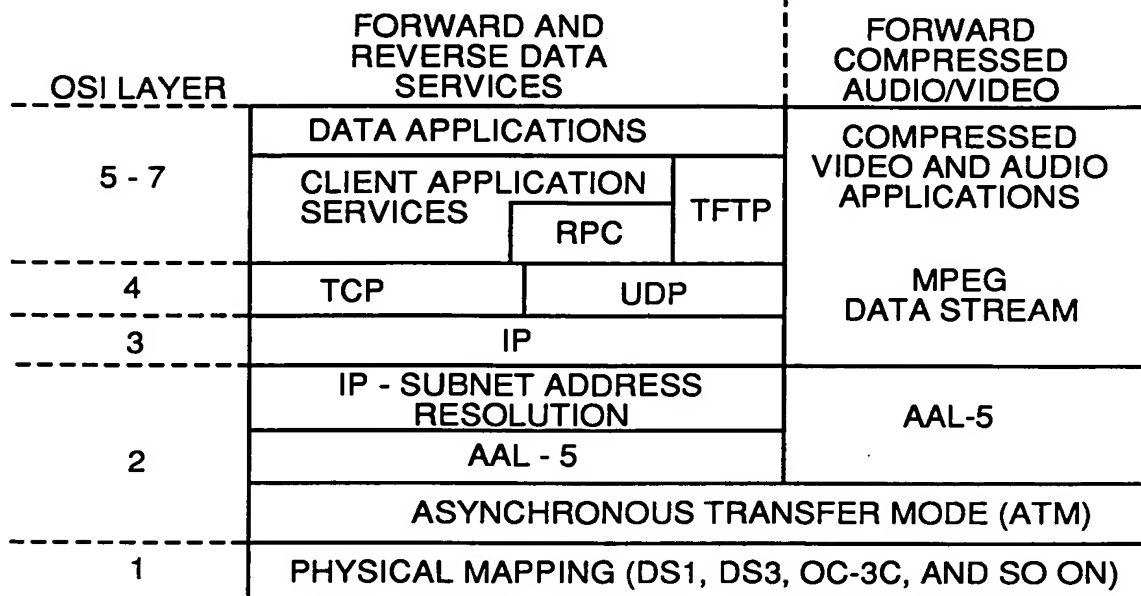 FORWARD AND
REVERSE DATA
SERVICES
FORWARD
COMPRESSED
AUDIO/VIDEO
OSI LAYER
5 - 7
DATA APPLICATIONS
CLIENT APPLICATION
SERVICES
RPC
TFTP
COMPRESSED
VIDEO AND AUDIO
APPLICATIONS
4
TCP
UDP
MPEG
DATA STREAM
3
IP
2
IP - SUBNET ADDRESS
RESOLUTION
AAL - 5
AAL-5
ASYNCHRONOUS TRANSFER MODE (ATM)
1
PHYSICAL MAPPING (DS1, DS3, OC-3C, AND SO ON)